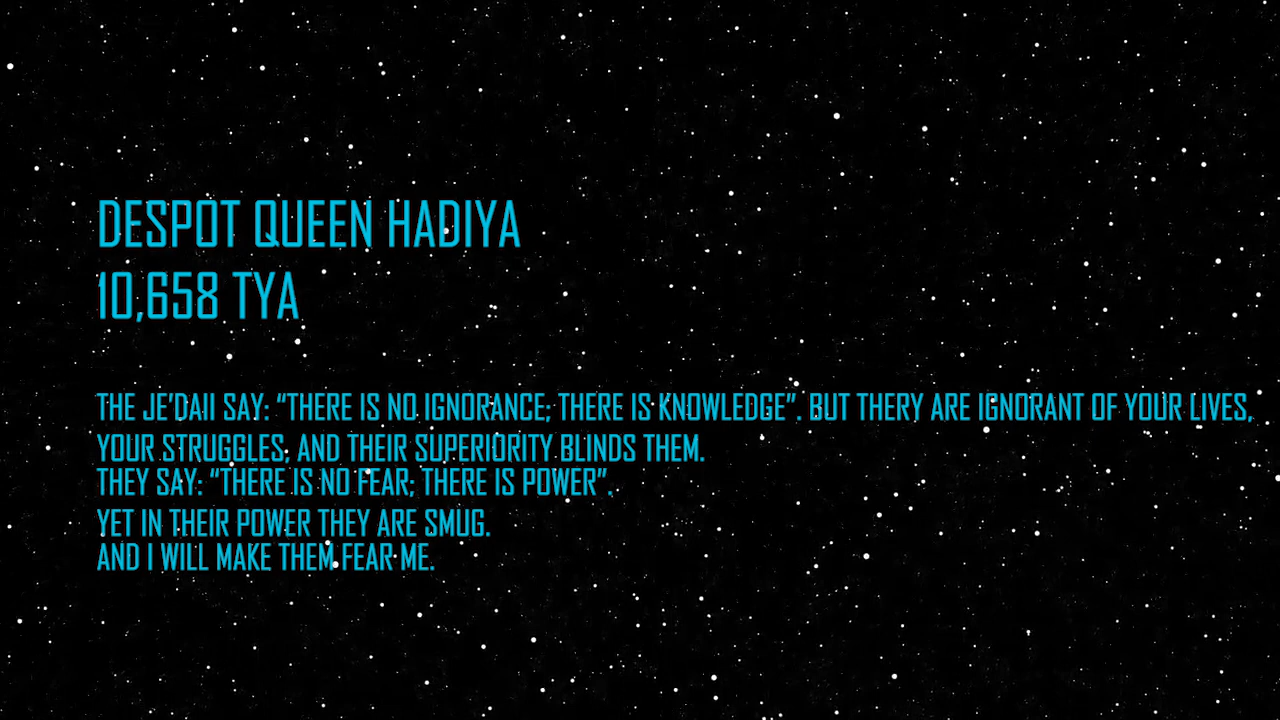 DESPOT QUEEN HADIYA
10,658 TYA
THE JE'DAII SAY: “THERE IS NO IGNORANCE; THERE IS KNOWLEDGE”. BUT THERY ARE IGNORANT OF YOUR LIVES,
YOUR STRUGGLES, AND THEIR SUPERIORITY BLINDS THEM.
THEY SAY: “THERE IS NO FEAR; THERE IS POWER”.
YET IN THEIR POWER THEY ARE SMUG.
AND I WILL MAKE THEM FEAR ME.